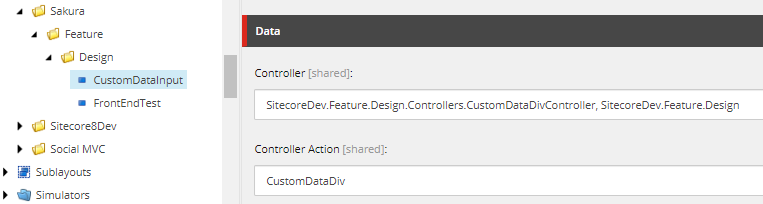 Sakura
Feature
Design
CustomDataInput
FrontEndTest
Sitecore8Dev
Social MVC
Sublayouts
Simulators
Data
Controller [shared]:
SitecoreDev.Feature.Design.Controllers.CustomDataDivController, SitecoreDev.Feature.Design
Controller Action [shared]:
CustomDataDiv